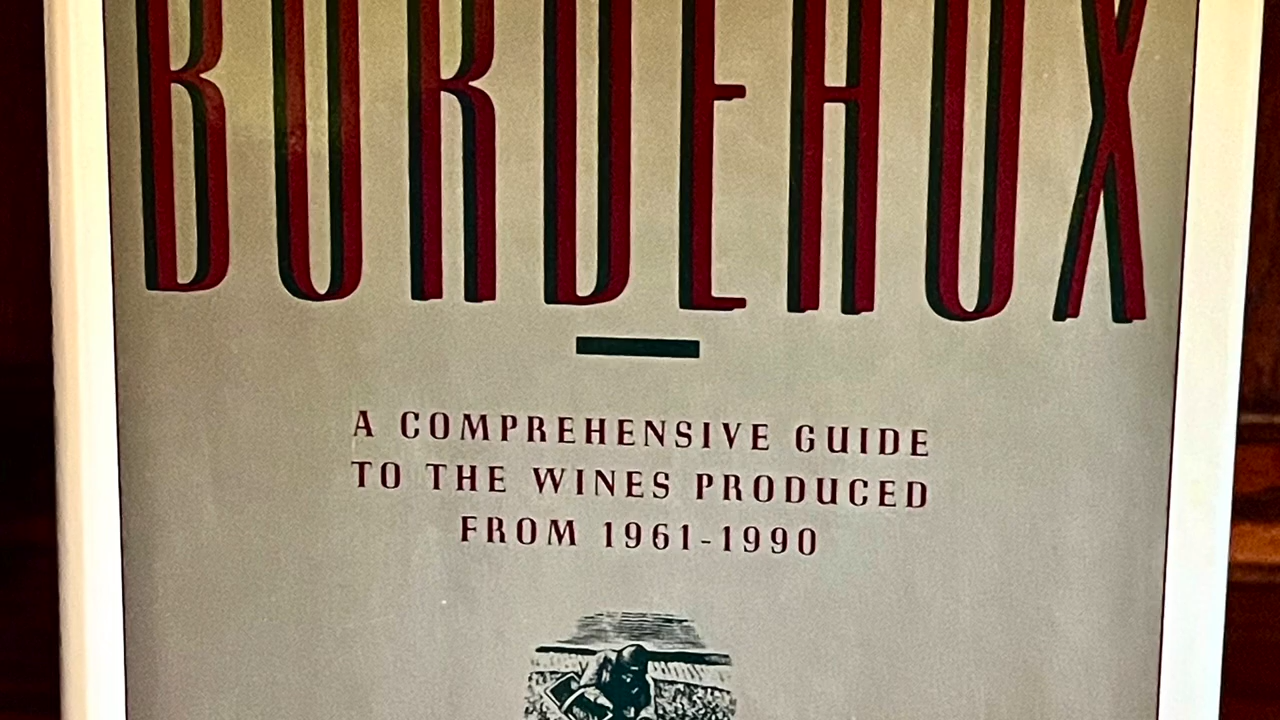 BORDEAUX
A COMPREHENSIVE GUIDE
TO THE WINES PRODUCED
FROM 1961-1990